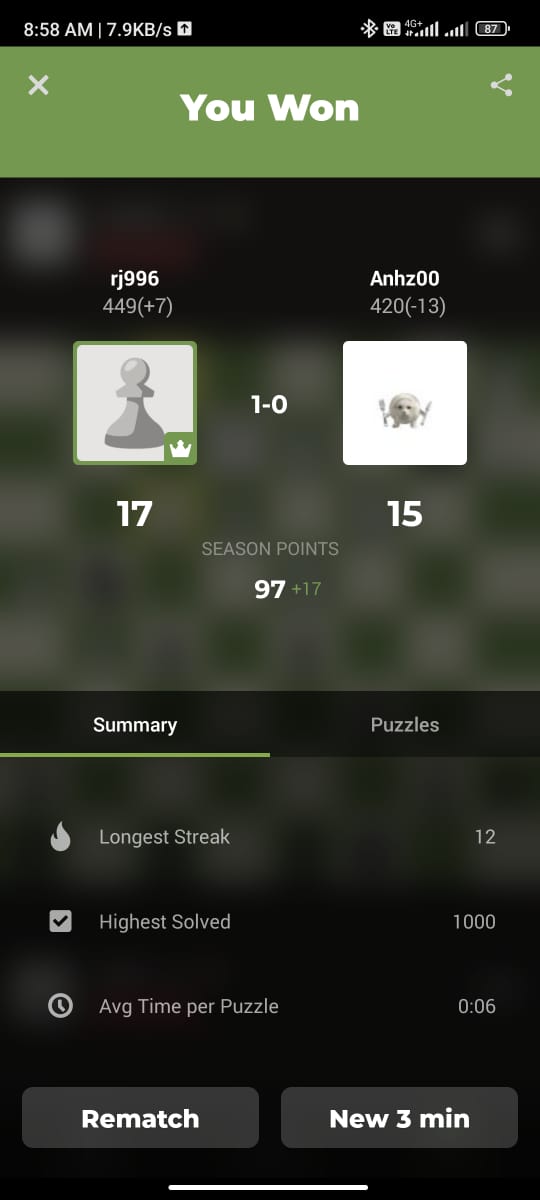 8:58 AM | 7.9KB/s
Vo LTE 4G+ 87
You Won
rj996 Anhz00
449(+7) 420(-13)
1-0
17 15
SEASON POINTS
97 +17
Summary Puzzles
Longest Streak 12
Highest Solved 1000
Avg Time per Puzzle 0:06
Rematch New 3 min